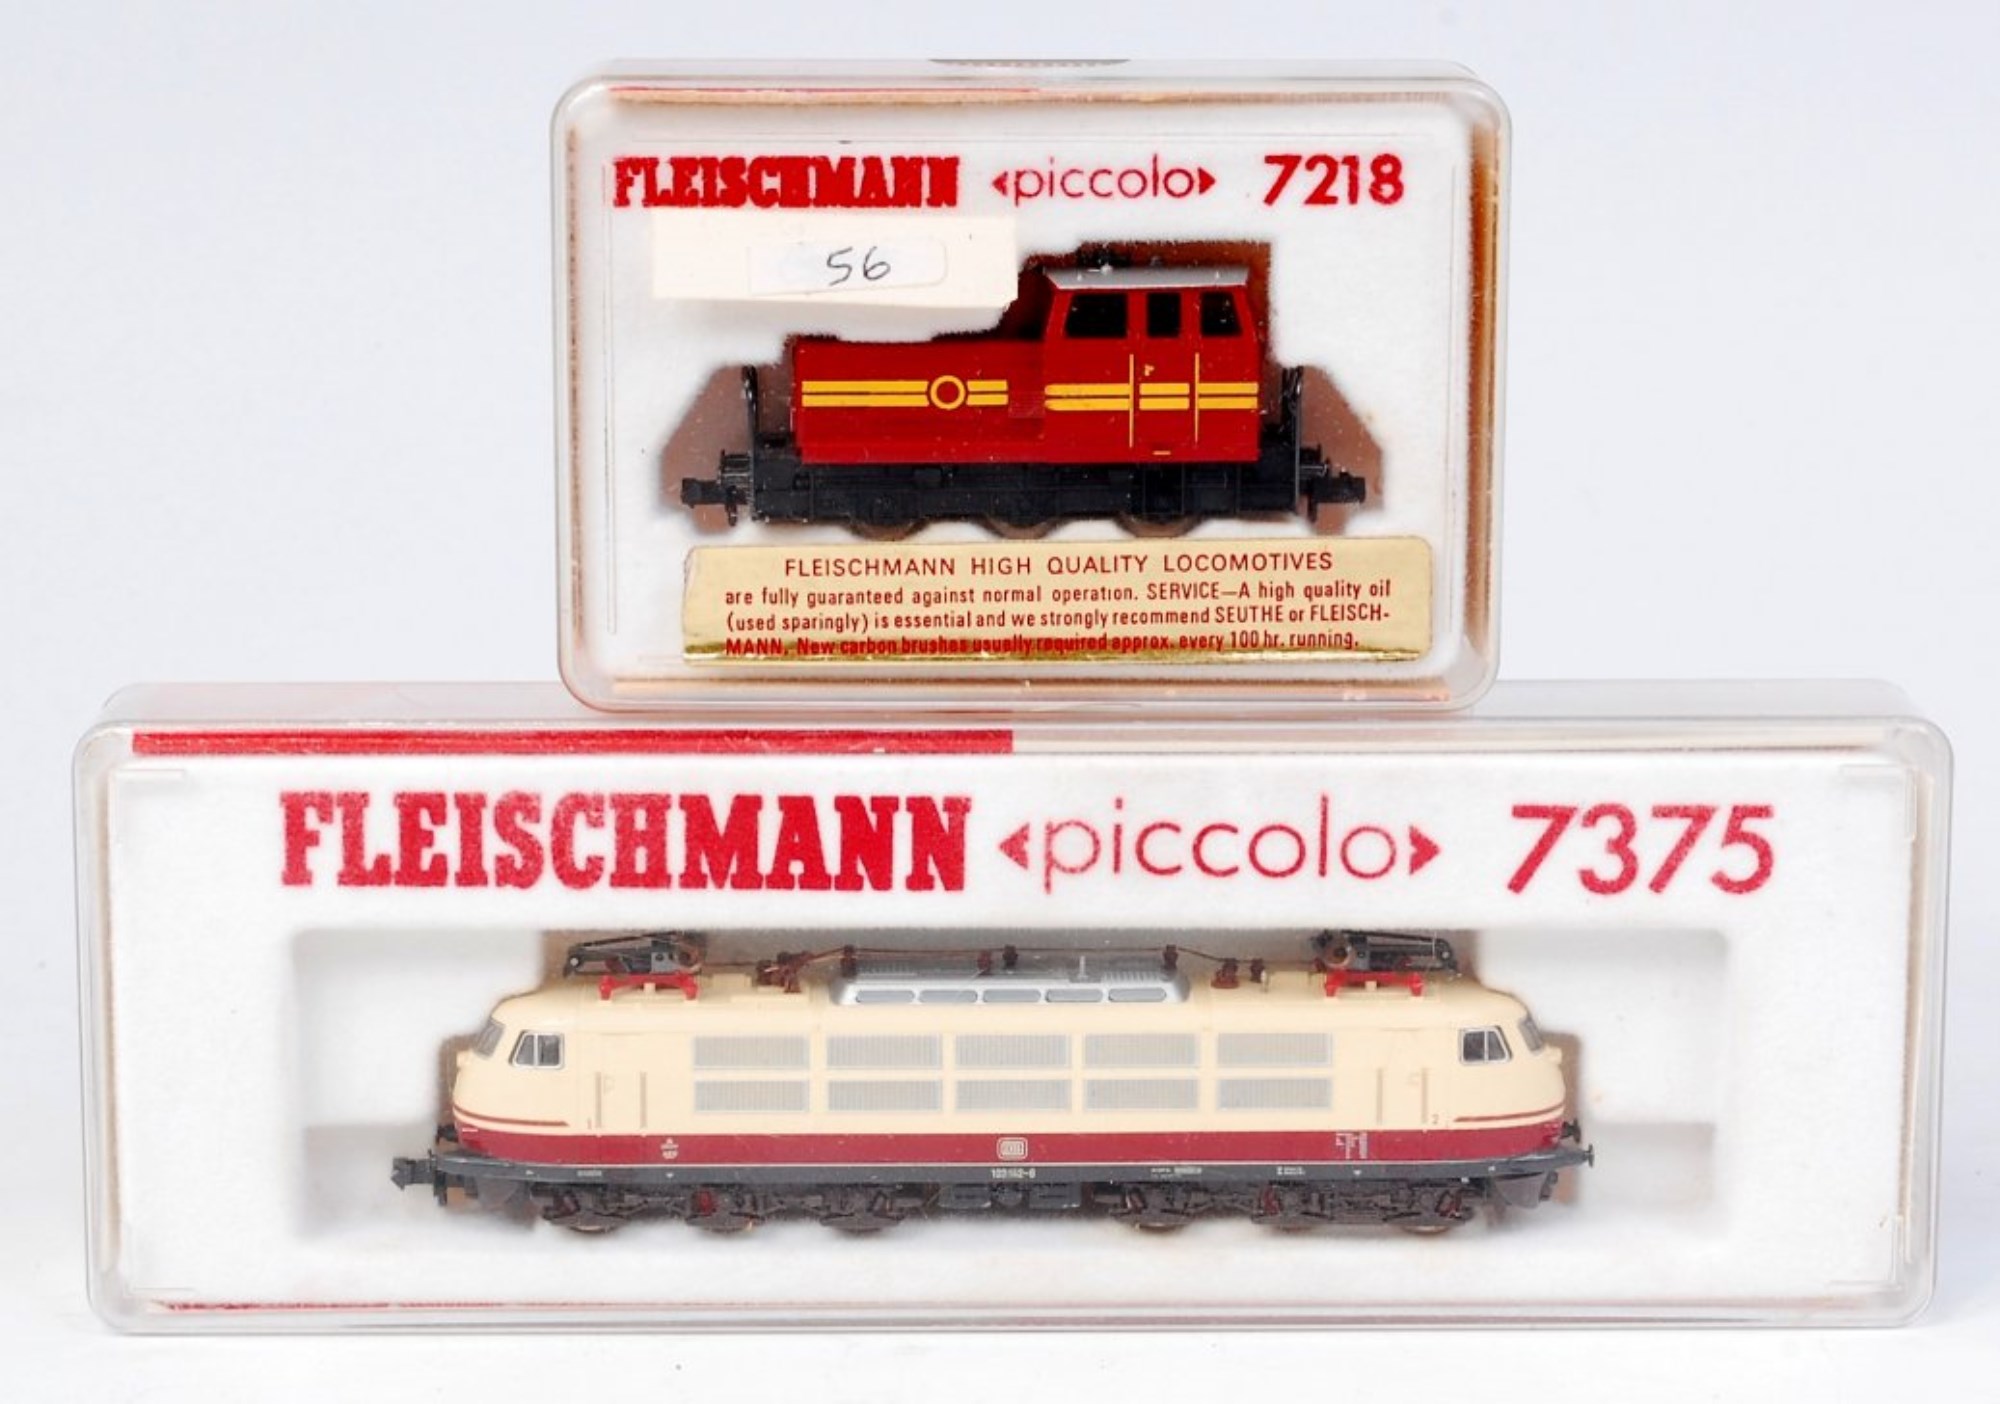 FLEISCHMANN «piccolo» 7218
56
FLEISCHMANN HIGH QUALITY LOCOMOTIVES
are fully guaranteed against normal operation. SERVICE—A high quality oil
(used sparingly) is essential and we strongly recommend SEUTHE or FLEISCH-
MANN. New carbon brushes usually required approx. every 100 hr. running.
FLEISCHMANN «piccolo» 7375
DB
2